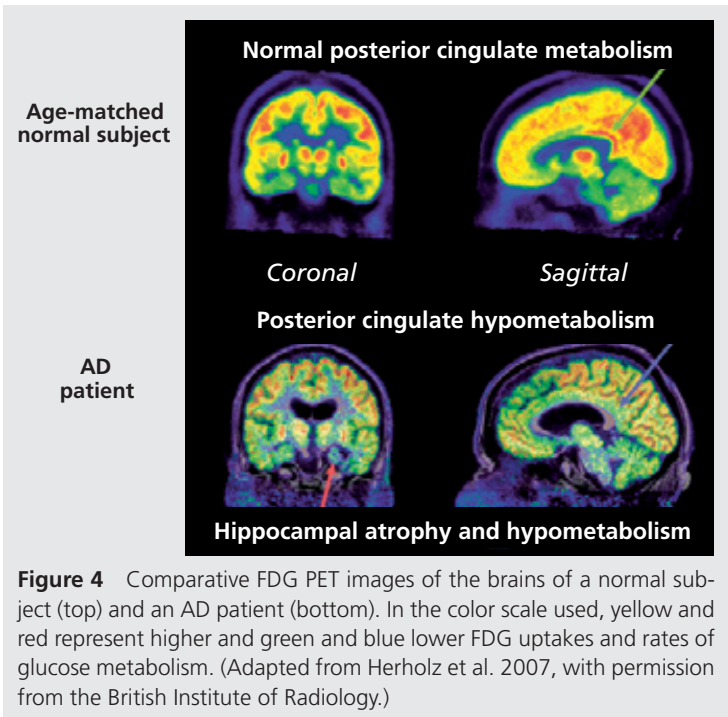 Normal posterior cingulate metabolism
Age-matched
normal subject
Coronal
Sagittal
Posterior cingulate hypometabolism
AD
patient
Hippocampal atrophy and hypometabolism
Figure 4 Comparative FDG PET images of the brains of a normal sub-
ject (top) and an AD patient (bottom). In the color scale used, yellow and
red represent higher and green and blue lower FDG uptakes and rates of
glucose metabolism. (Adapted from Herholz et al. 2007, with permission
from the British Institute of Radiology.)